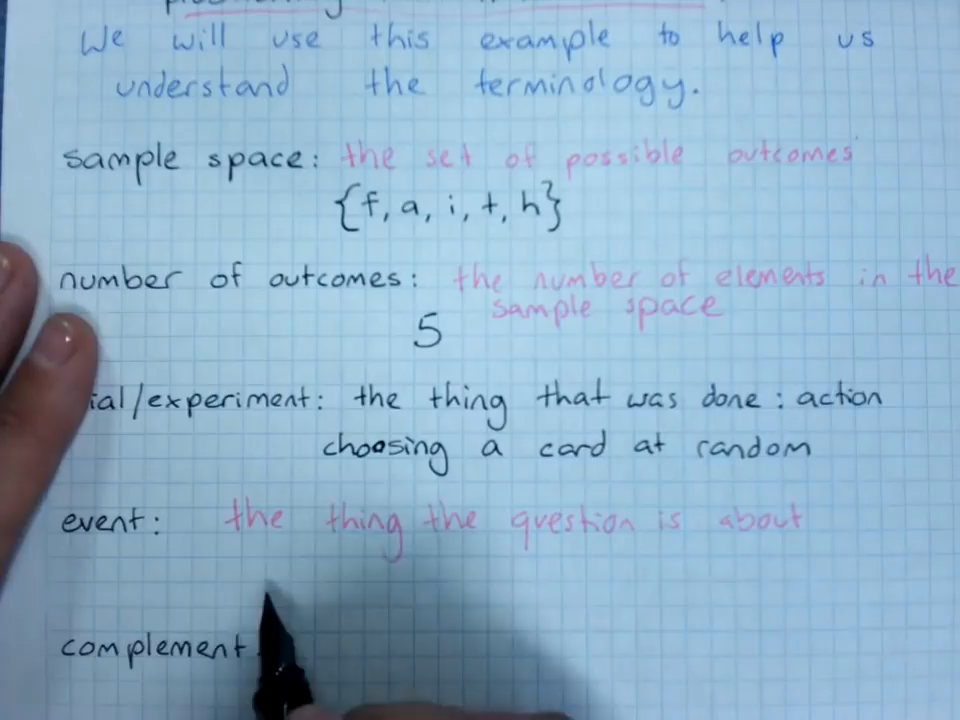 We will use this example to help us
understand the terminology.
sample space: the set of possible outcomes
{f, a, i, t, h}
number of outcomes: the number of elements in the
sample space
5
ial/experiment: the thing that was done: action
choosing a card at random
event: the thing the question is about
complement